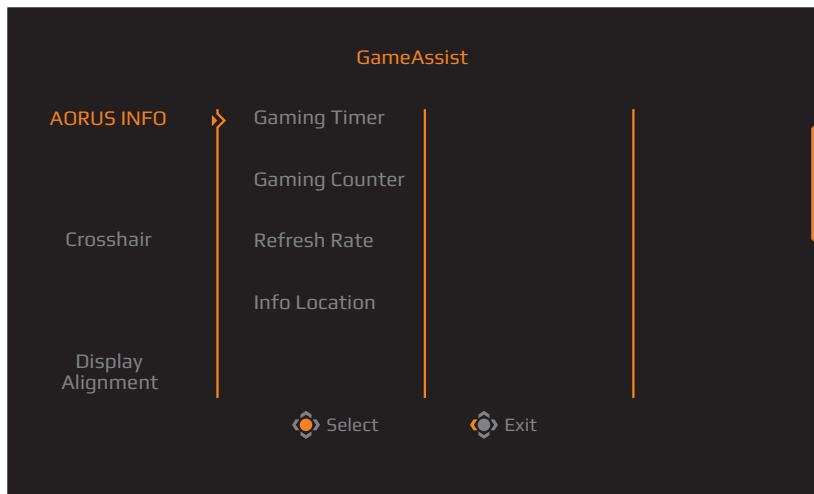 GameAssist
AORUS INFO
Gaming Timer
Gaming Counter
Crosshair
Refresh Rate
Info Location
Display
Alignment
Select
Exit